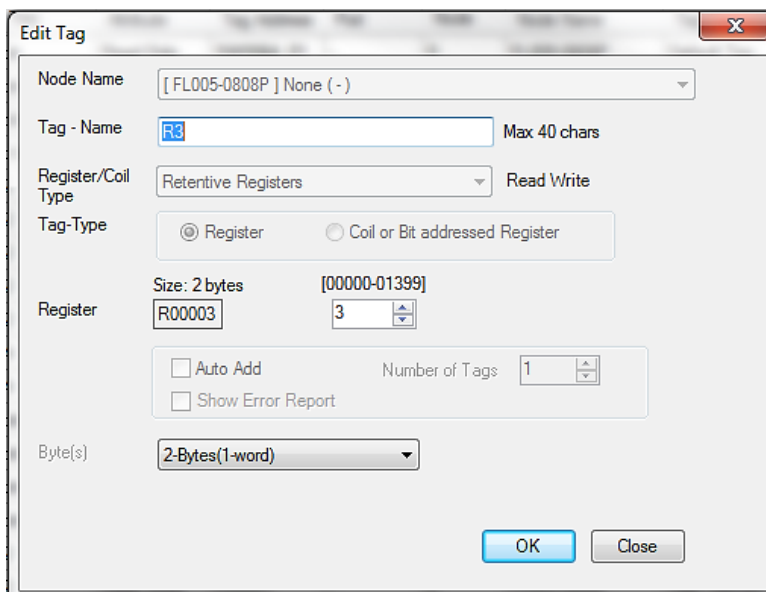 Edit Tag
X
Node Name
[ FL005-0808P ] None ( - )
Tag - Name
R3
Max 40 chars
Register/Coil
Type
Retentive Registers
Read Write
Tag-Type
Register
Coil or Bit addressed Register
Size: 2 bytes
[00000-01399]
Register
R00003
3
Auto Add
Number of Tags
1
Show Error Report
Byte(s)
2-Bytes(1-word)
OK
Close